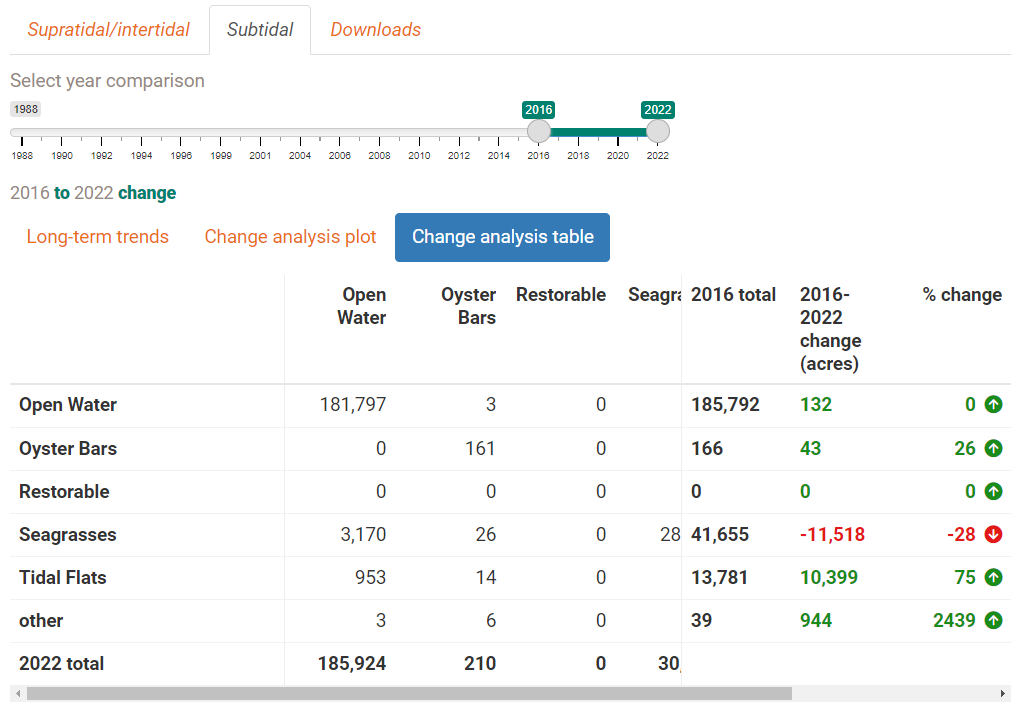 Supratidal/intertidal Subtidal Downloads
Select year comparison
1988 2016 2022
1988 1990 1992 1994 1996 1999 2001 2004 2006 2008 2010 2012 2014 2016 2018 2020 2022
2016 to 2022 change
Long-term trends Change analysis plot Change analysis table
Open Water Oyster Bars Restorable Seagra 2016 total 2016-2022 change (acres) % change
Open Water 181,797 3 0 185,792 132 0
Oyster Bars 0 161 0 166 43 26
Restorable 0 0 0 0 0 0
Seagrasses 3,170 26 0 28 41,655 -11,518 -28
Tidal Flats 953 14 0 13,781 10,399 75
other 3 6 0 39 944 2439
2022 total 185,924 210 0 30,